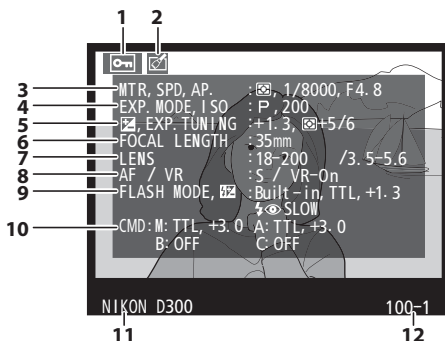 1 2
3 MTR, SPD, AP. : , 1/8000, F4. 8
4 EXP. MODE, ISO : P, 200
5 , EXP. TUNING :+1. 3, +5/6
6 FOCAL LENGTH : 35mm
7 LENS :18-200 /3. 5-5. 6
8 AF / VR :S / VR-On
9 FLASH MODE, :Built-in, TTL, +1. 3
SLOW
10 CMD: M: TTL, +3. 0 A: TTL, +3. 0
B: OFF C: OFF
NIKON D300 100-1
11 12